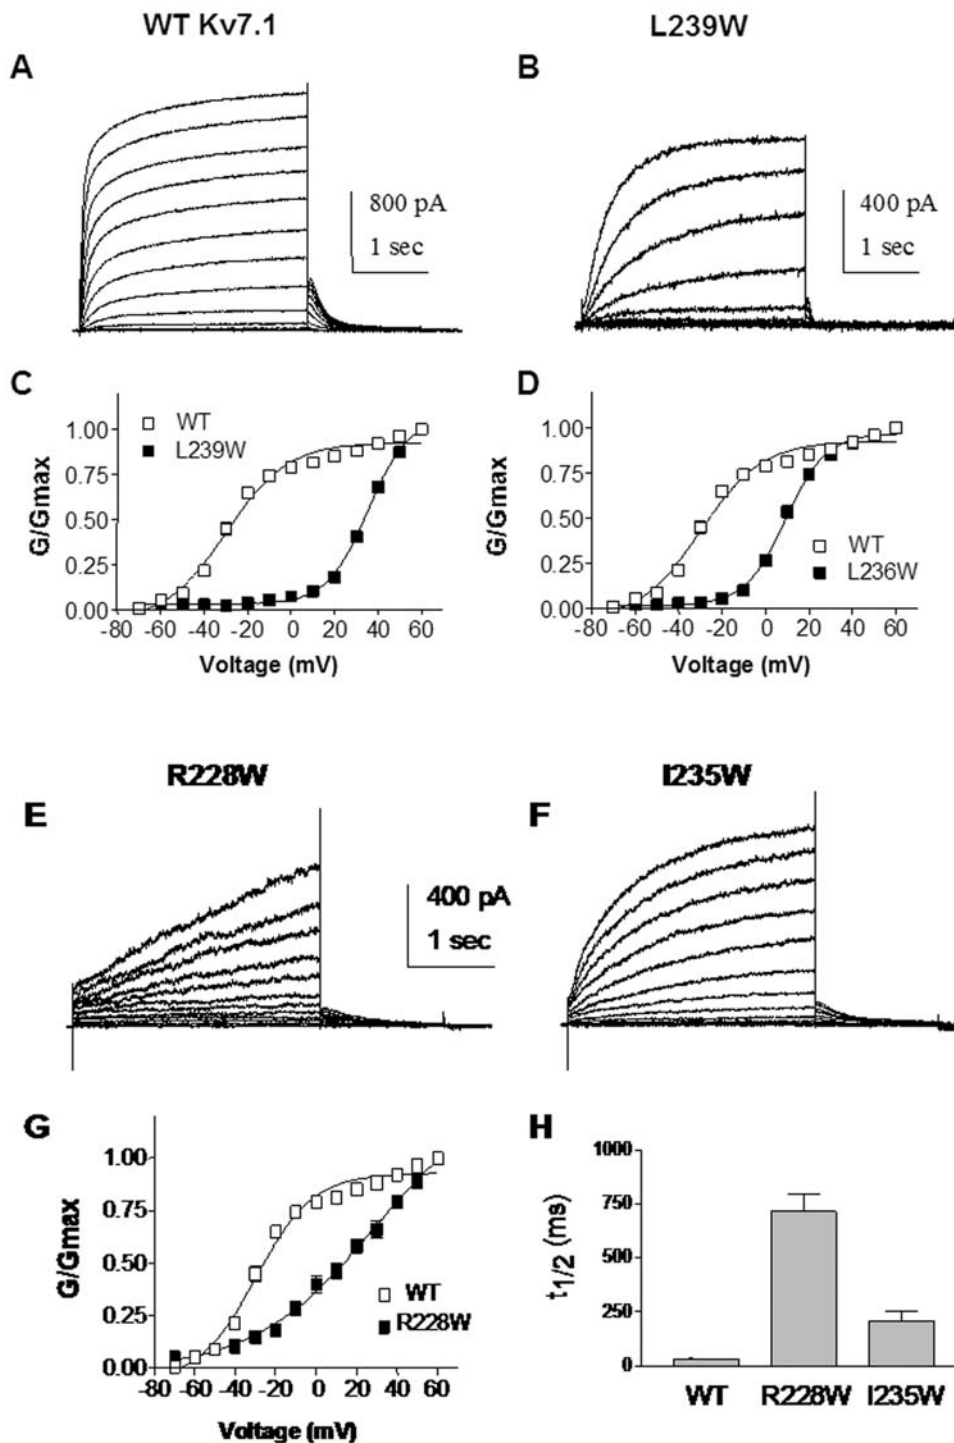 WT Kv7.1
L239W
A
B
800 pA
1 sec
400 pA
1 sec
C
D
G/Gmax
1.00
0.75
0.50
0.25
0.00
WT
L239W
-80 -60 -40 -20 0 20 40 60
Voltage (mV)
G/Gmax
1.00
0.75
0.50
0.25
0.00
WT
L236W
-80 -60 -40 -20 0 20 40 60
Voltage (mV)
R228W
I235W
E
F
400 pA
1 sec
G
H
G/Gmax
1.00
0.75
0.50
0.25
0.00
WT
R228W
-80 -60 -40 -20 0 20 40 60
Voltage (mV)
t1/2 (ms)
1000
750
500
250
0
WT R228W I235W